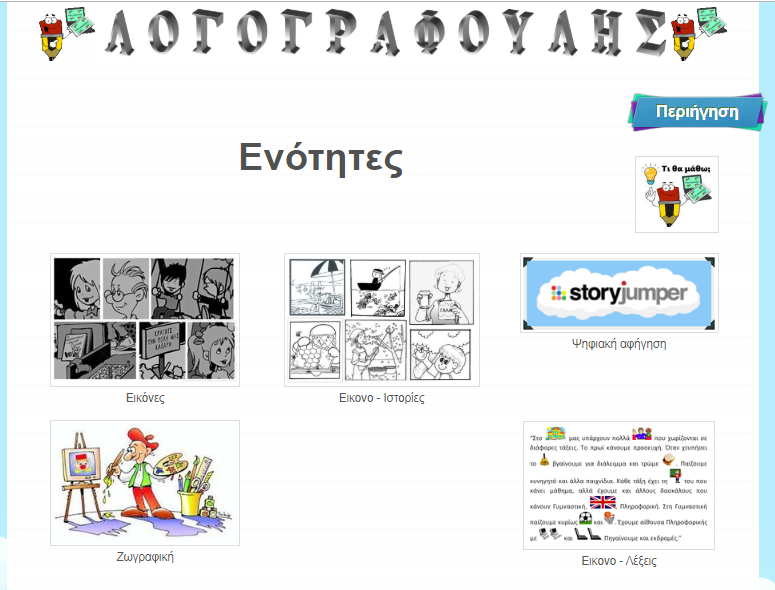 ΛΟΓΟΓΡΑΦΟΥΛΗΣ
Περιήγηση
Ενότητες
Τι θα μάθω;
ΚΡΑΤΑΤΕ
ΤΗΝ ΠΟΛΗ ΜΑΣ
ΚΑΘΑΡΗ
storyjumper
Ψηφιακή αφήγηση
Εικόνες
Εικονο - Ιστορίες
"Στο μας υπάρχουν πολλά που χωρίζονται σε
διάφορες τάξεις. Το πρωί κάνουμε προσευχή. Όταν χτυπήσει
το βγαίνουμε για διάλειμμα και τρώμε . Παίζουμε
κυνηγητό και άλλα παιχνίδια. Κάθε τάξη έχει τη του που
κάνει μάθημα, αλλά έχουμε και άλλους δασκάλους που
κάνουν Γυμναστική, , Πληροφορική. Στη Γυμναστική
παίζουμε κυρίως και . Έχουμε αίθουσα Πληροφορικής
με και . Πηγαίνουμε και εκδρομές."
Ζωγραφική
Εικονο - Λέξεις